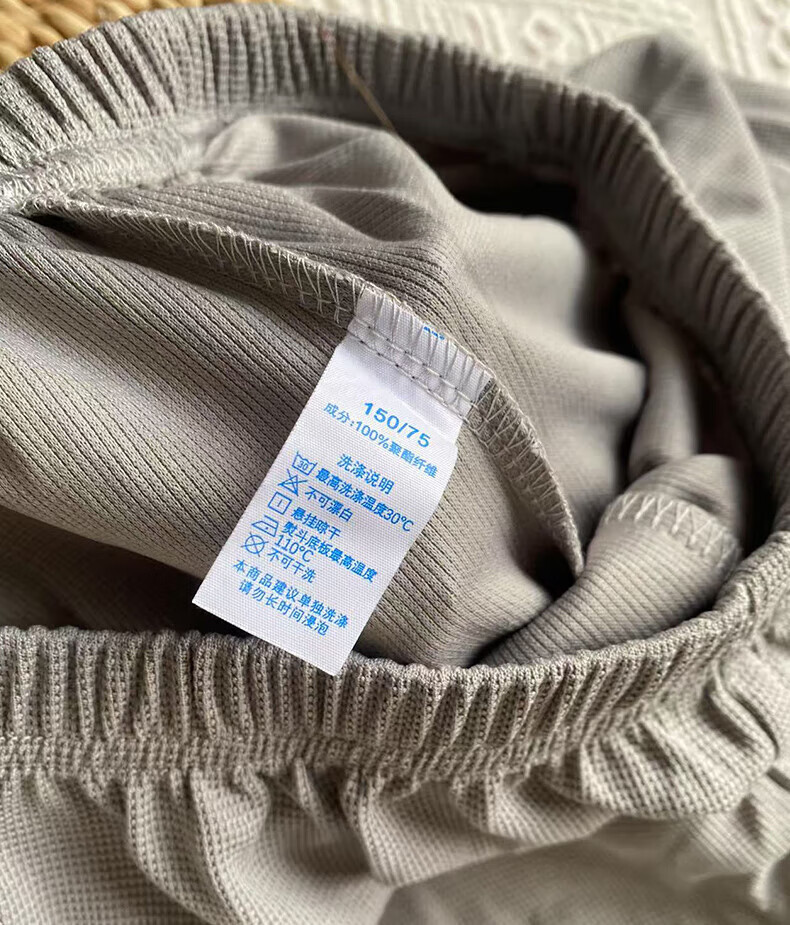 150/75
成分:100%聚酯纤维
洗涤说明
30 最高洗涤温度30℃
不可漂白
悬挂晾干
熨斗底板最高温度
110℃
不可干洗
本商品建议单独洗涤
请勿长时间浸泡